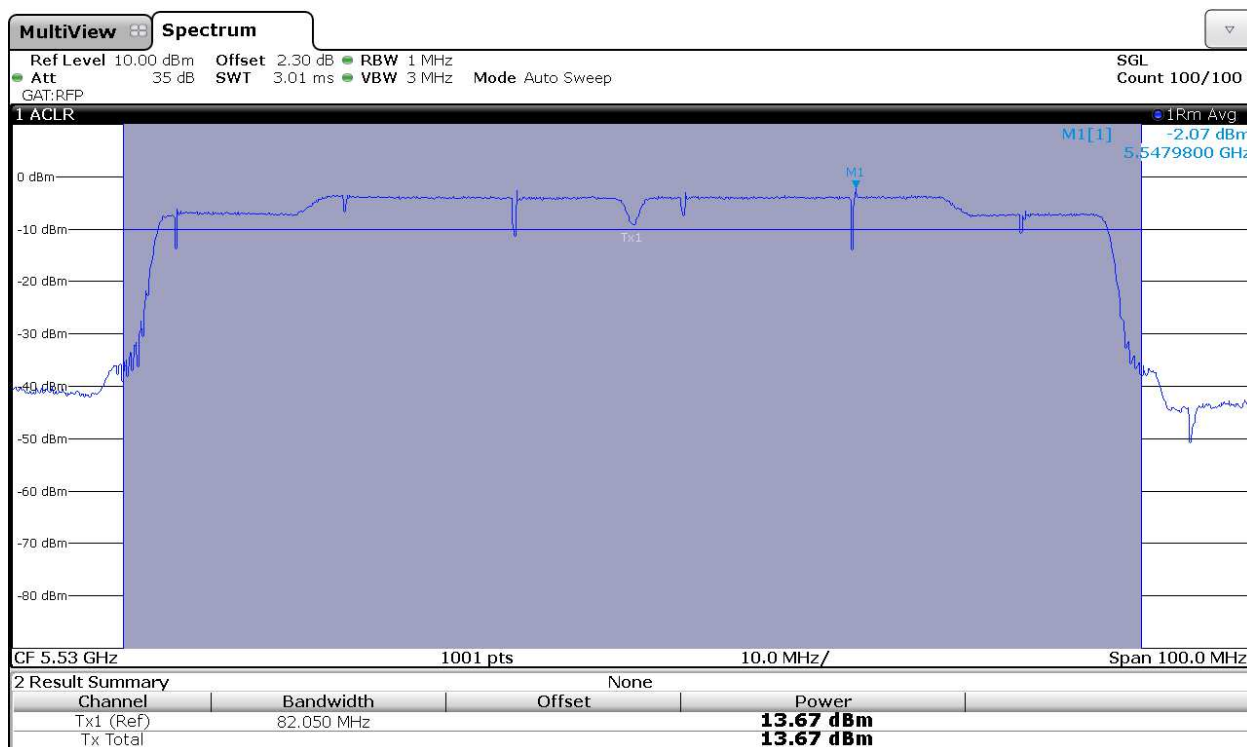 MultiView Spectrum
Ref Level 10.00 dBm Offset 2.30 dB RBW 1 MHz SGL
Att 35 dB SWT 3.01 ms VBW 3 MHz Mode Auto Sweep Count 100/100
GAT:RFP
1 ACLR 1Rm Avg
M1[1] -2.07 dBm
5.5479800 GHz
M1
0 dBm
-10 dBm
Tx1
-20 dBm
-30 dBm
-40 dBm
-50 dBm
-60 dBm
-70 dBm
-80 dBm
CF 5.53 GHz 1001 pts 10.0 MHz/ Span 100.0 MHz
2 Result Summary None
Channel Bandwidth Offset Power
Tx1 (Ref) 82.050 MHz 13.67 dBm
Tx Total 13.67 dBm